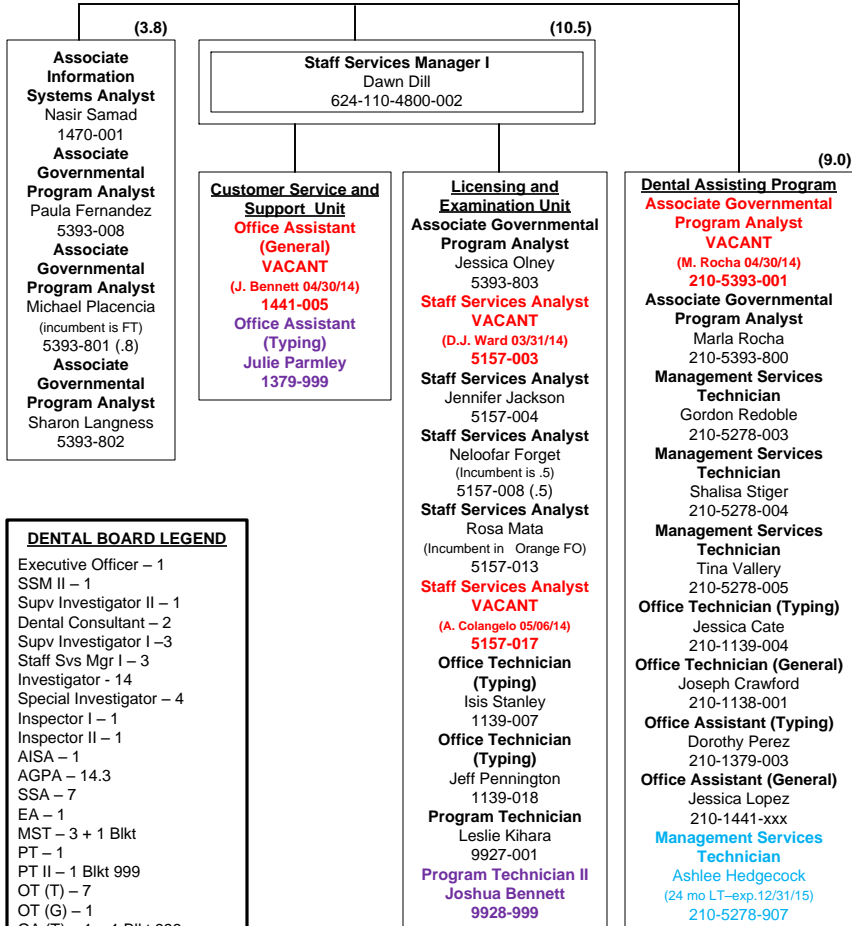 (3.8)
Associate
Information
Systems Analyst
Nasir Samad
1470-001
Associate
Governmental
Program Analyst
Paula Fernandez
5393-008
Associate
Governmental
Program Analyst
Michael Placencia
(incumbent is FT)
5393-801 (.8)
Associate
Governmental
Program Analyst
Sharon Langness
5393-802
(10.5)
Staff Services Manager I
Dawn Dill
624-110-4800-002
Customer Service and
Support Unit
Office Assistant
(General)
VACANT
(J. Bennett 04/30/14)
1441-005
Office Assistant
(Typing)
Julie Parmley
1379-999
Licensing and
Examination Unit
Associate Governmental
Program Analyst
Jessica Olney
5393-803
Staff Services Analyst
VACANT
(D.J. Ward 03/31/14)
5157-003
Staff Services Analyst
Jennifer Jackson
5157-004
Staff Services Analyst
Neloofar Forget
(Incumbent is .5)
5157-008 (.5)
Staff Services Analyst
Rosa Mata
(Incumbent in Orange FO)
5157-013
Staff Services Analyst
VACANT
(A. Colangelo 05/06/14)
5157-017
Office Technician
(Typing)
Isis Stanley
1139-007
Office Technician
(Typing)
Jeff Pennington
1139-018
Program Technician
Leslie Kihara
9927-001
Program Technician II
Joshua Bennett
9928-999
(9.0)
Dental Assisting Program
Associate Governmental
Program Analyst
VACANT
(M. Rocha 04/30/14)
210-5393-001
Associate Governmental
Program Analyst
Marla Rocha
210-5393-800
Management Services
Technician
Gordon Redoble
210-5278-003
Management Services
Technician
Shalisa Stiger
210-5278-004
Management Services
Technician
Tina Vallery
210-5278-005
Office Technician (Typing)
Jessica Cate
210-1139-004
Office Technician (General)
Joseph Crawford
210-1138-001
Office Assistant (Typing)
Dorothy Perez
210-1379-003
Office Assistant (General)
Jessica Lopez
210-1441-xxx
Management Services
Technician
Ashlee Hedgecock
(24 mo LT–exp.12/31/15)
210-5278-907
DENTAL BOARD LEGEND
Executive Officer – 1
SSM II – 1
Supv Investigator II – 1
Dental Consultant – 2
Supv Investigator I –3
Staff Svs Mgr I – 3
Investigator - 14
Special Investigator – 4
Inspector I – 1
Inspector II – 1
AISA – 1
AGPA – 14.3
SSA – 7
EA – 1
MST – 3 + 1 Blkt
PT – 1
PT II – 1 Blkt 999
OT (T) – 7
OT (G) – 1